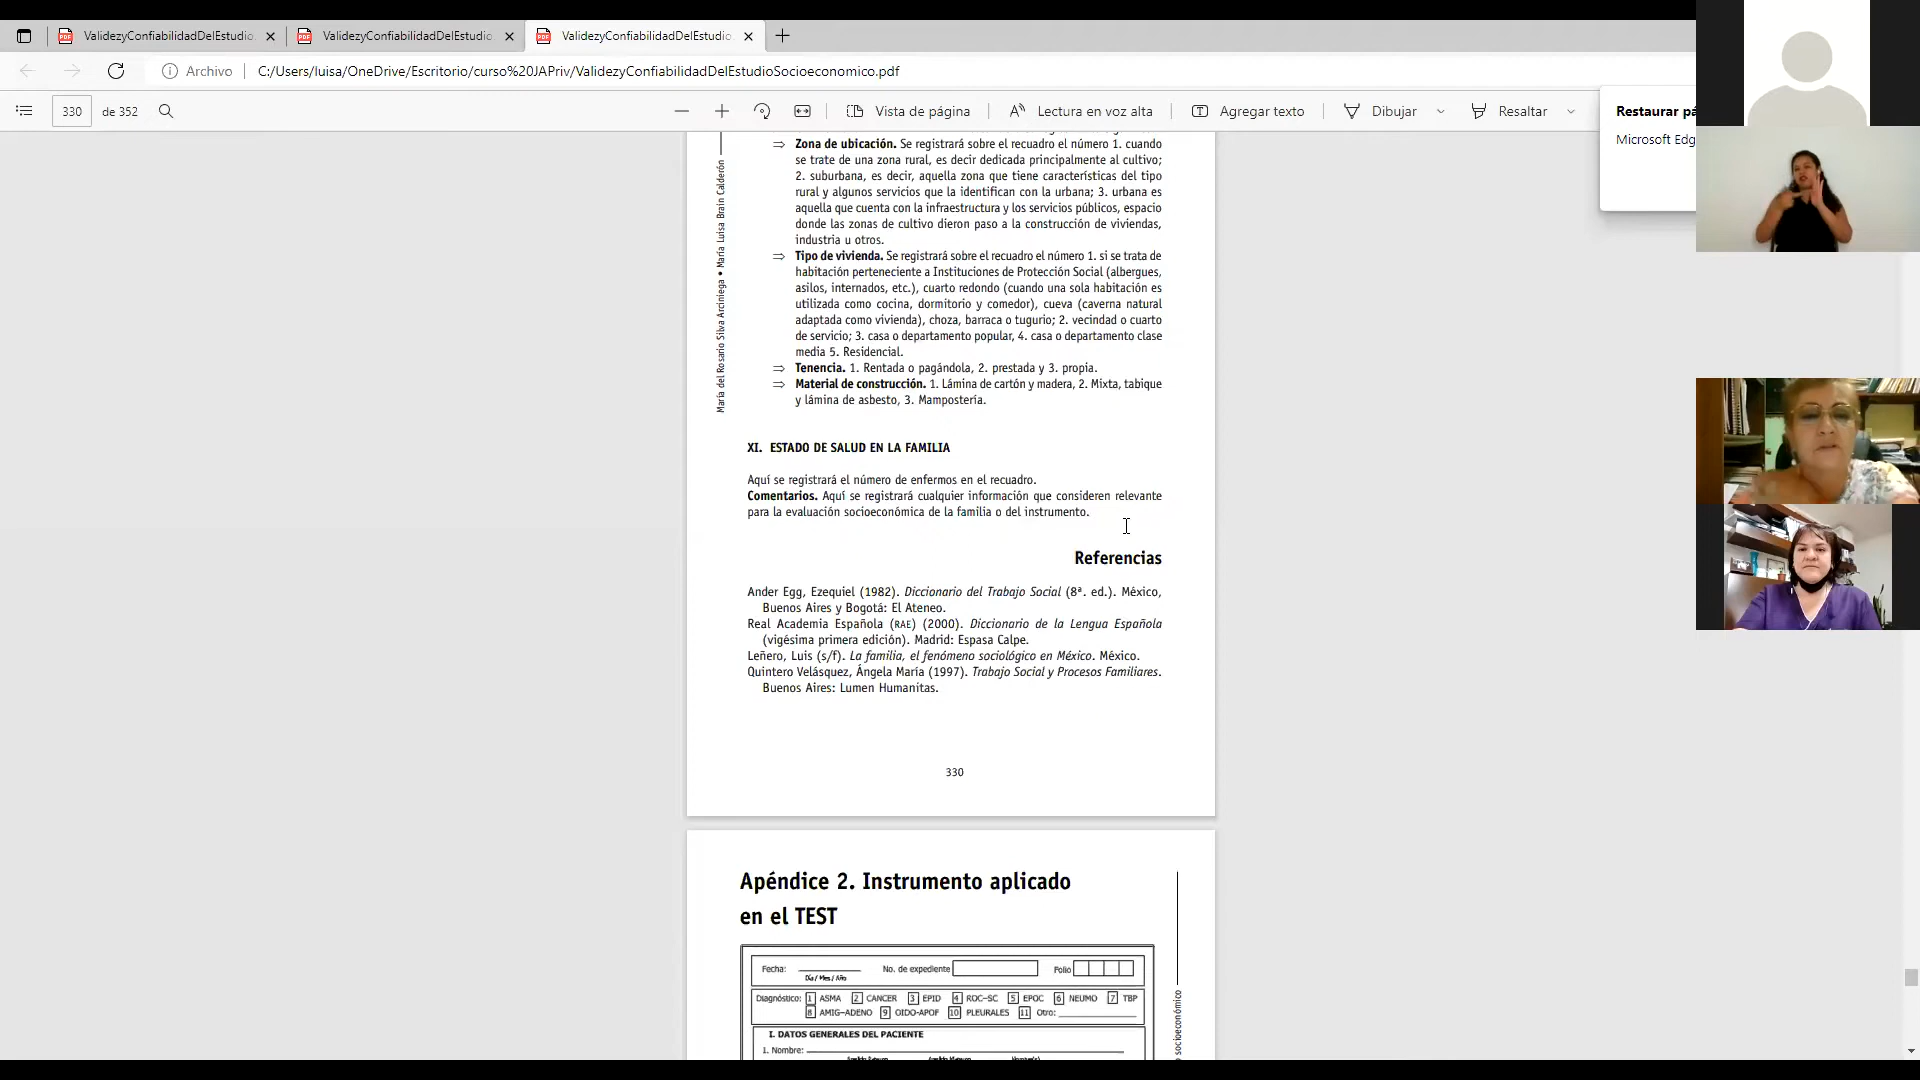 ValidezyConfiabilidadDelEstudio
ValidezyConfiabilidadDelEstudio
ValidezyConfiabilidadDelEstudio
Archivo
C:/Users/luisa/OneDrive/Escritorio/curso%20JAPriv/ValidezyConfiabilidadDelEstudioSocioeconomico.pdf
330 de 352
Vista de página
Lectura en voz alta
Agregar texto
Dibujar
Resaltar
Restaurar pá
Microsoft Edg
María del Rosario Silva Arciniega • María Luisa Brain Calderón
⇒ Zona de ubicación. Se registrará sobre el recuadro el número 1. cuando
se trate de una zona rural, es decir dedicada principalmente al cultivo;
2. suburbana, es decir, aquella zona que tiene características del tipo
rural y algunos servicios que la identifican con la urbana; 3. urbana es
aquella que cuenta con la infraestructura y los servicios públicos, espacio
donde las zonas de cultivo dieron paso a la construcción de viviendas,
industria u otros.
⇒ Tipo de vivienda. Se registrará sobre el recuadro el número 1. si se trata de
habitación perteneciente a Instituciones de Protección Social (albergues,
asilos, internados, etc.), cuarto redondo (cuando una sola habitación es
utilizada como cocina, dormitorio y comedor), cueva (caverna natural
adaptada como vivienda), choza, barraca o tugurio; 2. vecindad o cuarto
de servicio; 3. casa o departamento popular, 4. casa o departamento clase
media 5. Residencial.
⇒ Tenencia. 1. Rentada o pagándola, 2. prestada y 3. propia.
⇒ Material de construcción. 1. Lámina de cartón y madera, 2. Mixta, tabique
y lámina de asbesto, 3. Mampostería.
XI. ESTADO DE SALUD EN LA FAMILIA
Aquí se registrará el número de enfermos en el recuadro.
Comentarios. Aquí se registrará cualquier información que consideren relevante
para la evaluación socioeconómica de la familia o del instrumento.
Referencias
Ander Egg, Ezequiel (1982). Diccionario del Trabajo Social (8ª. ed.). México,
Buenos Aires y Bogotá: El Ateneo.
Real Academia Española (RAE) (2000). Diccionario de la Lengua Española
(vigésima primera edición). Madrid: Espasa Calpe.
Leñero, Luis (s/f). La familia, el fenómeno sociológico en México. México.
Quintero Velásquez, Ángela María (1997). Trabajo Social y Procesos Familiares.
Buenos Aires: Lumen Humanitas.
330
Apéndice 2. Instrumento aplicado
en el TEST
Fecha: No. de expediente Folio
Día / Mes / Año
Diagnóstico: 1 ASMA 2 CANCER 3 EPID 4 ROC-SC 5 EPOC 6 NEUMO 7 TBP
8 AMIG-ADENO 9 OIDO-APOF 10 PLEURALES 11 Otro:
I. DATOS GENERALES DEL PACIENTE
1. Nombre:
o socioeconómico